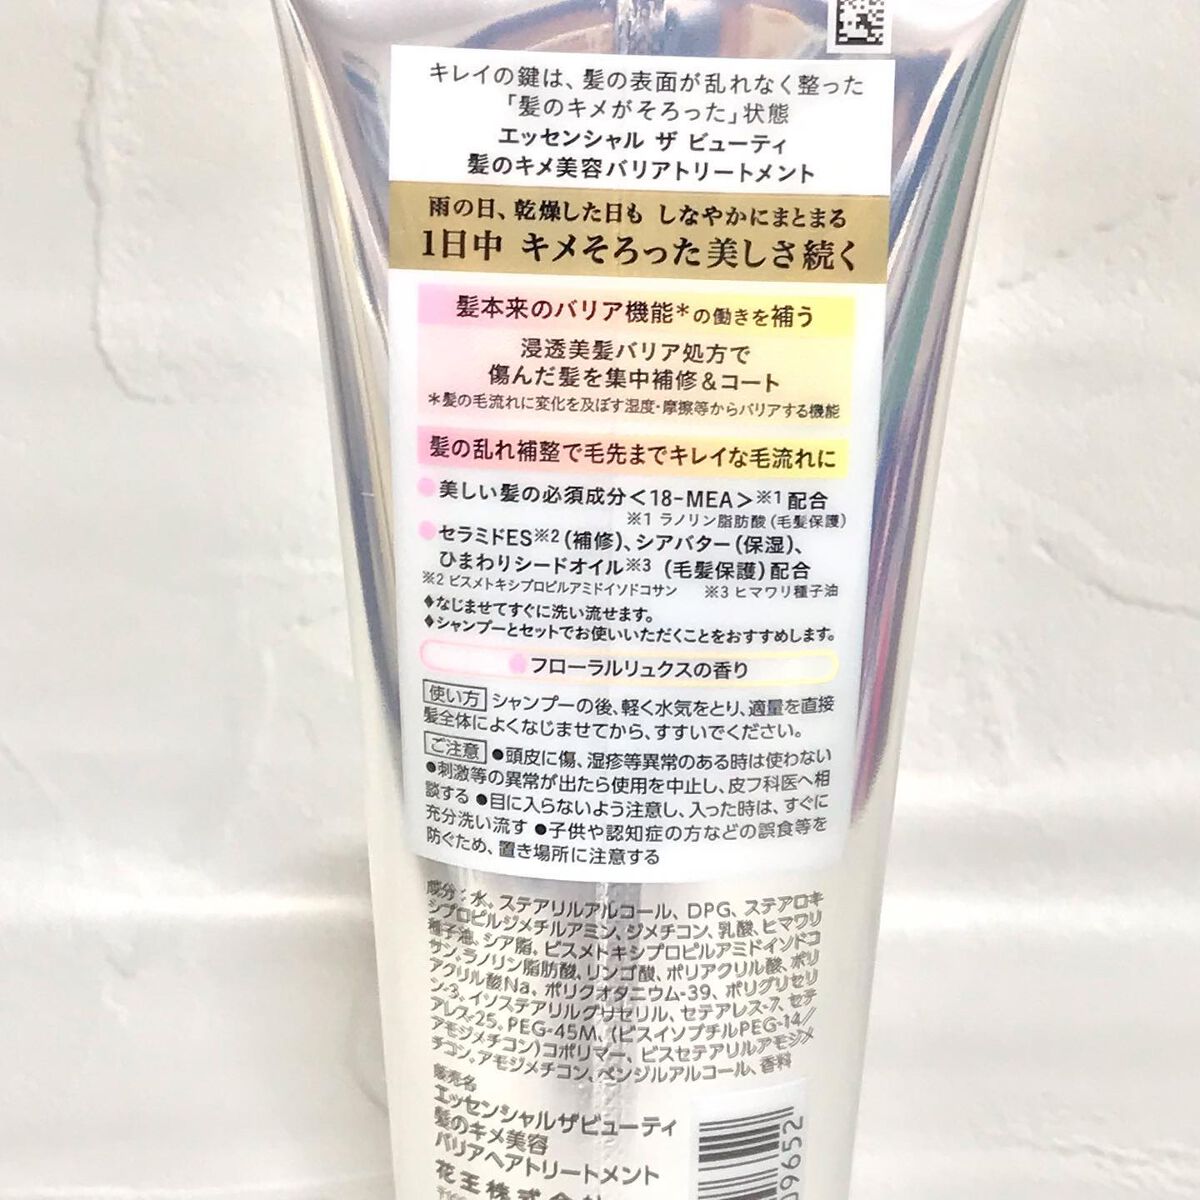 キレイの鍵は、髪の表面が乱れなく整った
「髪のキメがそろった」状態
エッセンシャル ザ ビューティ
髪のキメ美容バリアトリートメント
雨の日、乾燥した日も しなやかにまとまる
1日中 キメそろった美しさ続く
髪本来のバリア機能＊の働きを補う
浸透美髪バリア処方で
傷んだ髪を集中補修＆コート
＊髪の毛流れに変化を及ぼす湿度・摩擦等からバリアする機能
髪の乱れ補整で毛先までキレイな毛流れに
●美しい髪の必須成分＜18-MEA＞※1 配合
※1 ラノリン脂肪酸（毛髪保護）
●セラミドES※2（補修）、シアバター（保湿）、
ひまわりシードオイル※3（毛髪保護）配合
※2 ビスメトキシプロピルアミドイソドコサン ※3 ヒマワリ種子油
♦なじませてすぐに洗い流せます。
♦シャンプーとセットでお使いいただくことをおすすめします。
フローラルリュクスの香り
使い方 シャンプーの後、軽く水気をとり、適量を直接
髪全体によくなじませてから、すすいでください。
ご注意 ●頭皮に傷、湿疹等異常のある時は使わない
●刺激等の異常が出たら使用を中止し、皮フ科医へ相
談する ●目に入らないよう注意し、入った時は、すぐに
充分洗い流す ●子供や認知症の方などの誤食等を
防ぐため、置き場所に注意する
成分：水、ステアリルアルコール、DPG、ステアロキ
シプロピルジメチルアミン、ジメチコン、乳酸、ヒマワリ
種子油、シア脂、ビスメトキシプロピルアミドイソドコ
サン、ラノリン脂肪酸、リンゴ酸、ポリアクリル酸、ポリ
アクリル酸Na、ポリクオタニウム-39、ポリグリセリ
ン-3、イソステアリルグリセリル、セテアレス-7、セテ
アレス-25、PEG-45M、（ビスイソブチルPEG-14／
アモジメチコン）コポリマー、ビスセテアリルアモジメ
チコン、アモジメチコン、ベンジルアルコール、香料
販売名
エッセンシャルザビューティ
髪のキメ美容
バリアヘアトリートメント
花王株式会社
09652